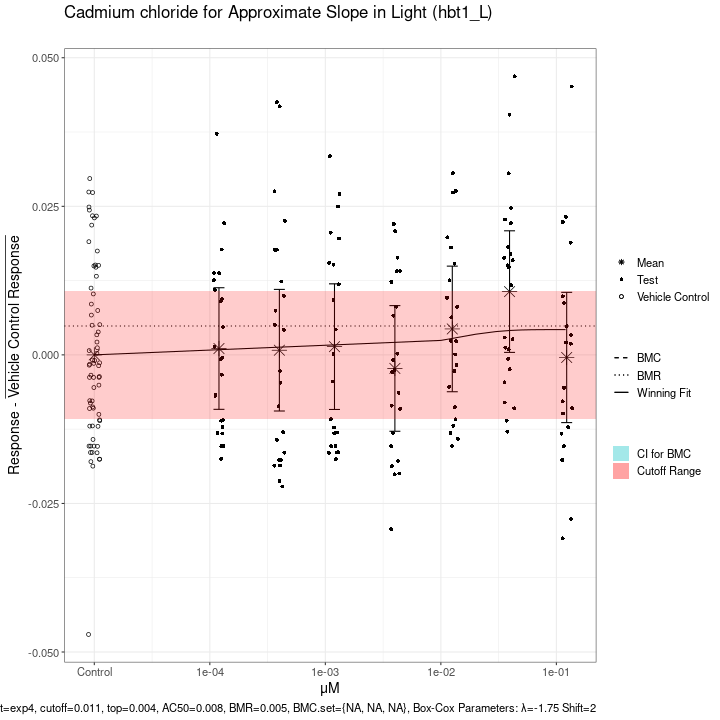 Cadmium chloride for Approximate Slope in Light (hbt1_L)
Response - Vehicle Control Response
0.050
0.025
0.000
-0.025
-0.050
Control
1e-04
1e-03
1e-02
1e-01
µM
Mean
Test
Vehicle Control
BMC
BMR
Winning Fit
CI for BMC
Cutoff Range
t=exp4, cutoff=0.011, top=0.004, AC50=0.008, BMR=0.005, BMC.set={NA, NA, NA}, Box-Cox Parameters: λ=-1.75 Shift=2